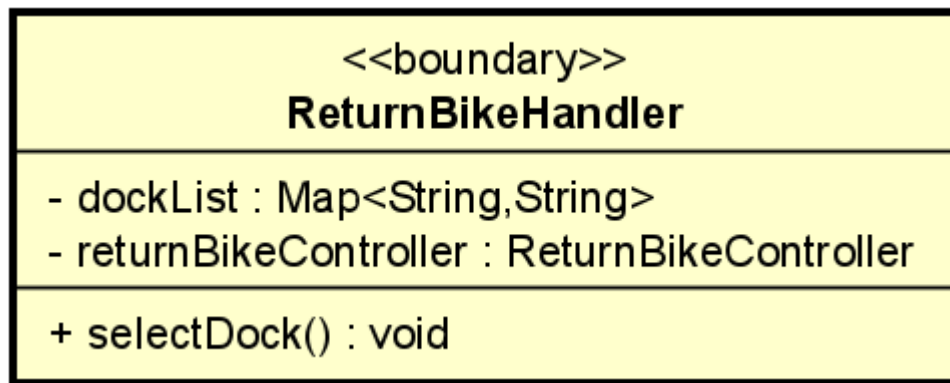 <<boundary>>
ReturnBikeHandler
- dockList : Map<String,String>
- returnBikeController : ReturnBikeController
+ selectDock() : void